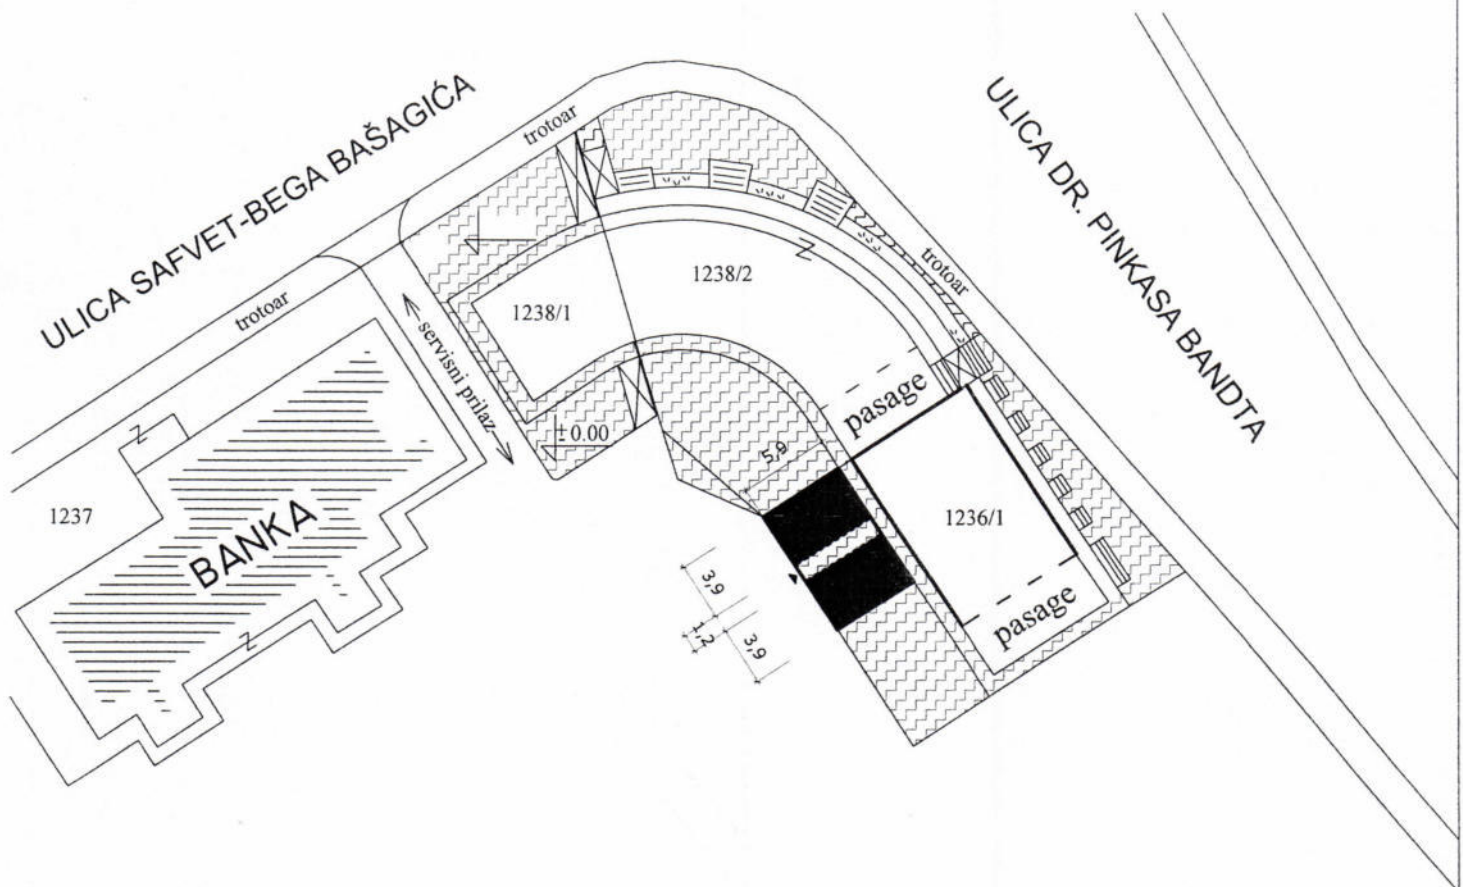 ULICA SAFVET-BEGA BAŠAGIĆA
trotoar
trotoar
ULICA DR. PINKASA BANDTA
trotoar
servisni prilaz
1238/1
1238/2
Z
±0.00
pasage
5,9
1236/1
pasage
3,9
1,2
3,9
Z
1237
BANKA
Z